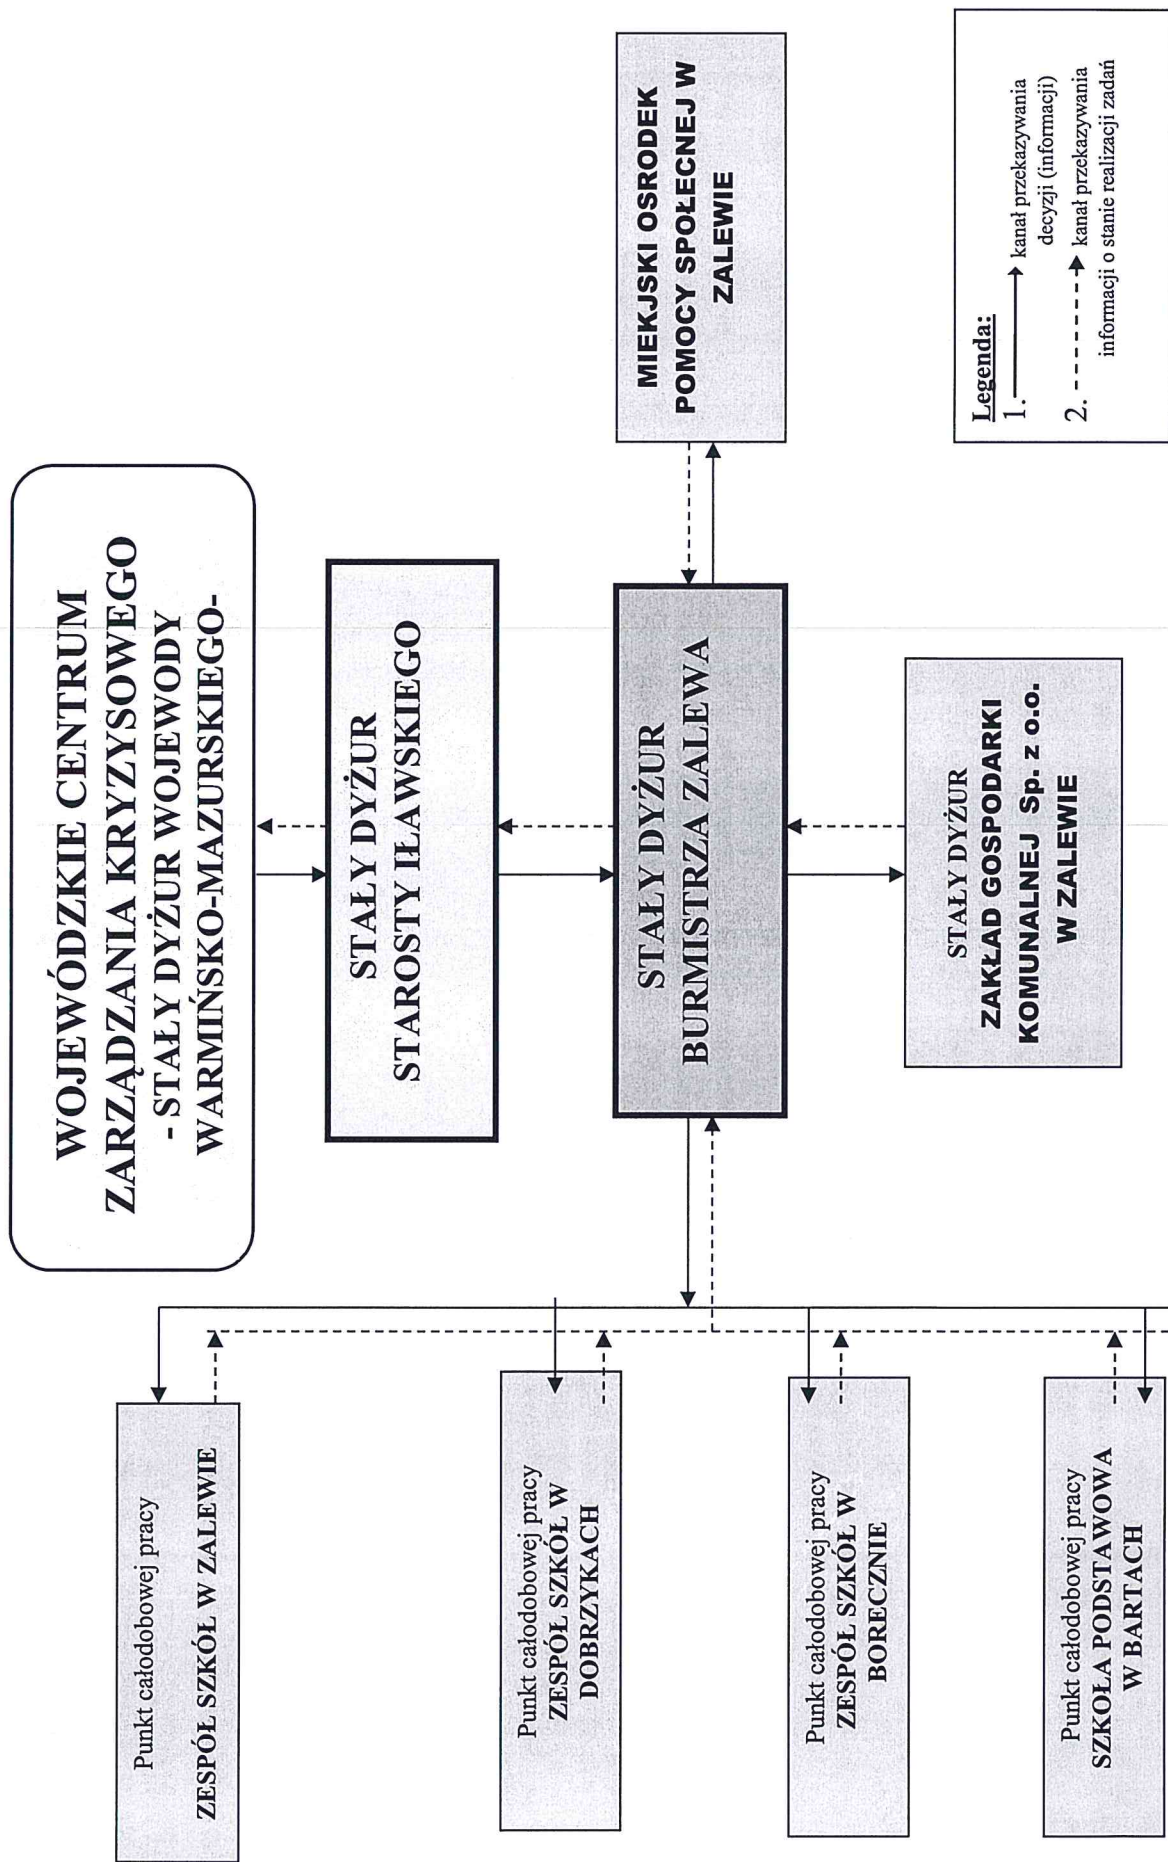 WOJEWÓDZKIE CENTRUM
ZARZĄDZANIA KRYZYSOWEGO
- STAŁY DYŻUR WOJEWODY
WARMIŃSKO-MAZURSKIEGO-
STAŁY DYŻUR
STAROSTY IŁAWSKIEGO
STAŁY DYŻUR
BURMISTRZA ZALEWA
MIEKJSKI OSRODEK
POMOCY SPOŁECNEJ W
ZALEWIE
STAŁY DYŻUR
ZAKŁAD GOSPODARKI
KOMUNALNEJ Sp. z o.o.
W ZALEWIE
Punkt całodobowej pracy
ZESPÓŁ SZKÓŁ W ZALEWIE
Punkt całodobowej pracy
ZESPÓŁ SZKÓŁ W
DOBRZYKACH
Punkt całodobowej pracy
ZESPÓŁ SZKÓŁ W
BORECZNIE
Punkt całodobowej pracy
SZKOŁA PODSTAWOWA
W BARTACH
Legenda:
1. kanał przekazywania
decyzji (informacji)
2. kanał przekazywania
informacji o stanie realizacji zadań